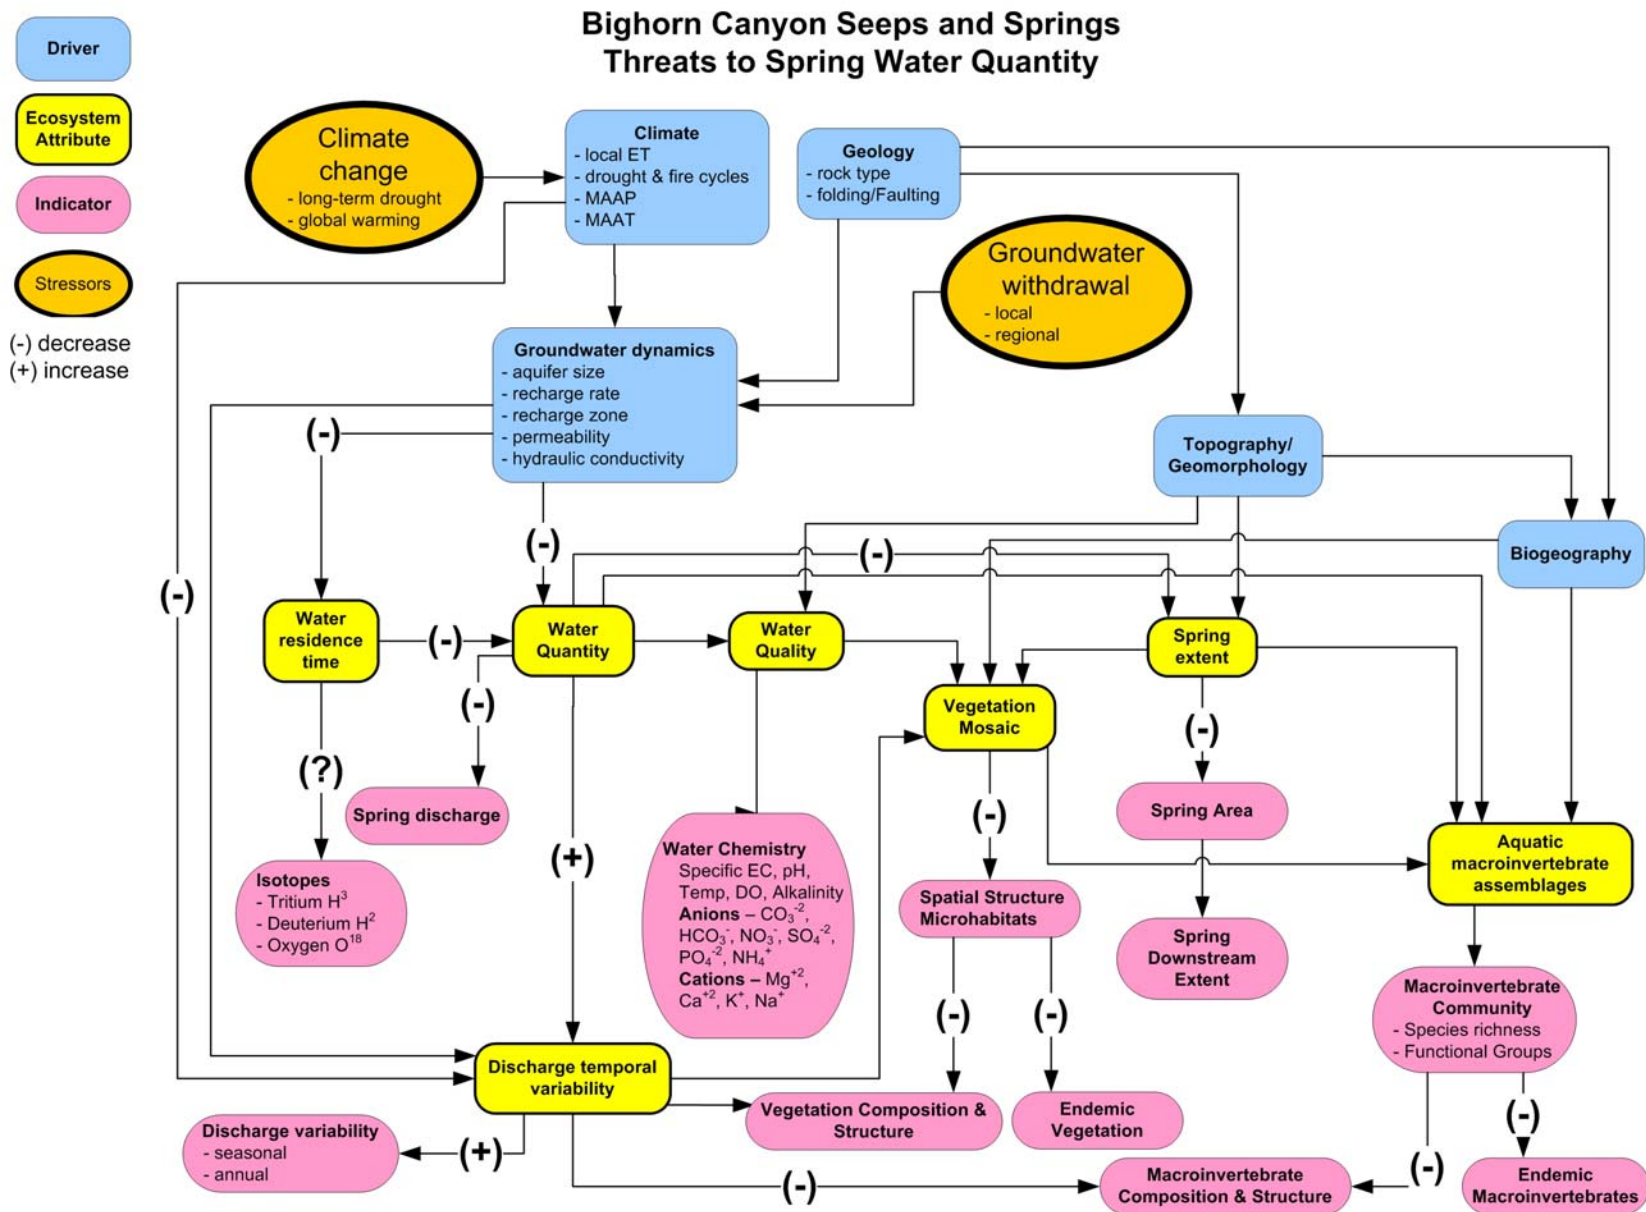 Bighorn Canyon Seeps and Springs
Threats to Spring Water Quantity
Driver
Ecosystem
Attribute
Indicator
Stressors
(-) decrease
(+) increase
Climate
change
- long-term drought
- global warming
Climate
- local ET
- drought & fire cycles
- MAAP
- MAAT
Geology
- rock type
- folding/Faulting
Groundwater
withdrawal
- local
- regional
Groundwater dynamics
- aquifer size
- recharge rate
- recharge zone
- permeability
- hydraulic conductivity
(-)
Topography/
Geomorphology
(-)
(-)
Biogeography
(-)
Water
residence
time
(-)
Water
Quantity
Water
Quality
Spring
extent
(-)
Vegetation
Mosaic
(-)
(?)
Spring discharge
(+)
(-)
Spring Area
Aquatic
macroinvertebrate
assemblages
Isotopes
- Tritium H³
- Deuterium H²
- Oxygen O¹⁸
Water Chemistry
Specific EC, pH,
Temp, DO, Alkalinity
Anions – CO₃⁻², 
HCO₃⁻, NO₃⁻, SO₄⁻²,
PO₄⁻², NH₄⁺
Cations – Mg⁺²,
Ca⁺², K⁺, Na⁺
Spatial Structure
Microhabitats
Spring
Downstream
Extent
(-)
(-)
Macroinvertebrate
Community
- Species richness
- Functional Groups
Discharge temporal
variability
Vegetation Composition &
Structure
Endemic
Vegetation
(-)
Discharge variability
- seasonal
- annual
(+)
(-)
Macroinvertebrate
Composition & Structure
(-)
Endemic
Macroinvertebrates